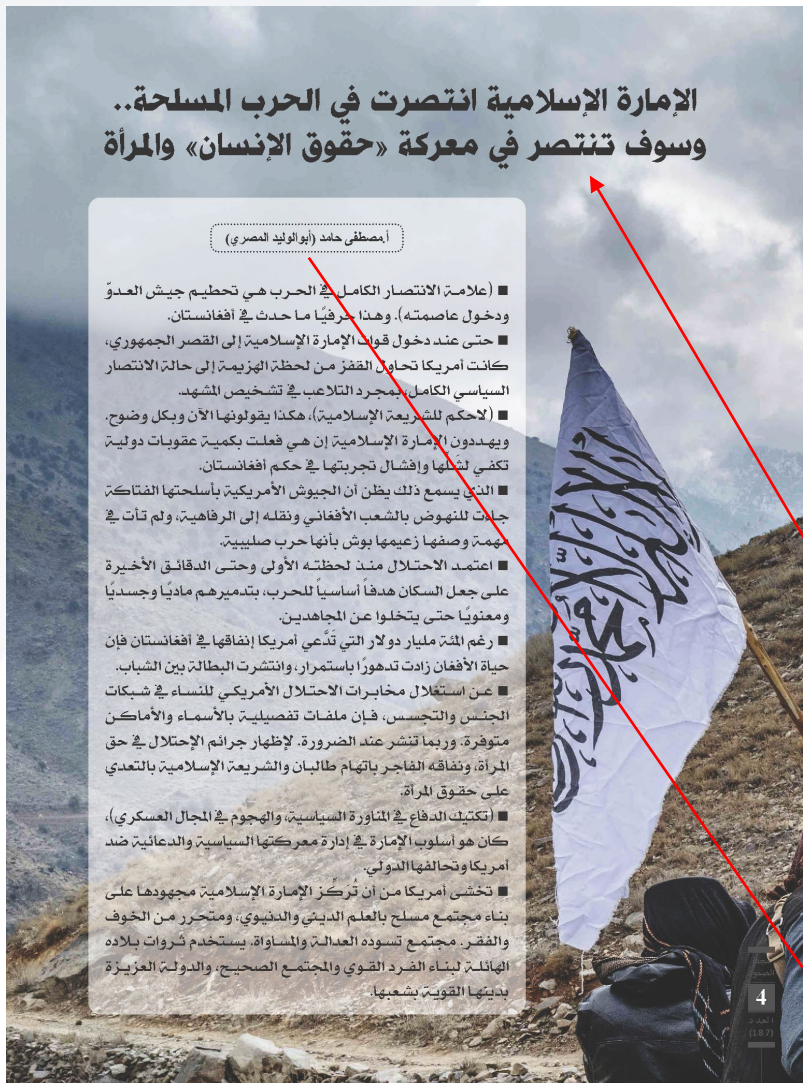 الإمارة الإسلامية انتصرت في الحرب المسلحة..
وسوف تنتصر في معركة «حقوق الإنسان» والمرأة
أ.مصطفى حامد (أبوالوليد المصري)
■ (علامة الانتصار الكامل في الحرب هي تحطيم جيش العدوّ
ودخول عاصمته). وهذا حرفيًا ما حدث في أفغانستان.
■ حتى عند دخول قوات الإمارة الإسلامية إلى القصر الجمهوري،
كانت أمريكا تحاول القفز من لحظة الهزيمة إلى حالة الانتصار
السياسي الكامل، بمجرد التلاعب في تشخيص المشهد.
■ (لاحكم للشريعة الإسلامية)، هكذا يقولونها الآن وبكل وضوح.
ويهددون الإمارة الإسلامية إن هي فعلت بكمية عقوبات دولية
تكفي لشَلِّها وإفشال تجربتها في حكم أفغانستان.
■ الذي يسمع ذلك يظن أن الجيوش الأمريكية بأسلحتها الفتاكة
جاءت للنهوض بالشعب الأفغاني ونقله إلى الرفاهية، ولم تأت في
مهمة وصفها زعيمها بوش بأنها حرب صليبية.
■ اعتمد الاحتلال منذ لحظته الأولى وحتى الدقائق الأخيرة
على جعل السكان هدفاً أساسياً للحرب، بتدميرهم ماديًا وجسديًا
ومعنويًا حتى يتخلوا عن المجاهدين.
■ رغم المئة مليار دولار التي تَدَّعي أمريكا إنفاقها في أفغانستان فإن
حياة الأفغان زادت تدهورًا باستمرار، وانتشرت البطالة بين الشباب.
■ عن استغلال مخابرات الاحتلال الأمريكي للنساء في شبكات
الجنس والتجسس، فإن ملفات تفصيلية بالأسماء والأماكن
متوفرة. وربما تنشر عند الضرورة. لإظهار جرائم الإحتلال في حق
المرأة، ونفاقه الفاجر باتهام طالبان والشريعة الإسلامية بالتعدي
على حقوق المرأة.
■ (تكتيك الدفاع في المناورة السياسية، والهجوم في المجال العسكري)،
كان هو أسلوب الإمارة في إدارة معركتها السياسية والدعائية ضد
أمريكا وتحالفها الدولي.
■ تخشى أمريكا من أن تُركِّز الإمارة الإسلامية مجهودها على
بناء مجتمع مسلح بالعلم الديني والدنيوي، ومتحرر من الخوف
والفقر. مجتمع تسوده العدالة والمساواة. يستخدم ثروات بلاده
الهائلة لبناء الفرد القوي والمجتمع الصحيح، والدولة العزيزة
بدينها القوية بشعبها.
4
العدد
(187)